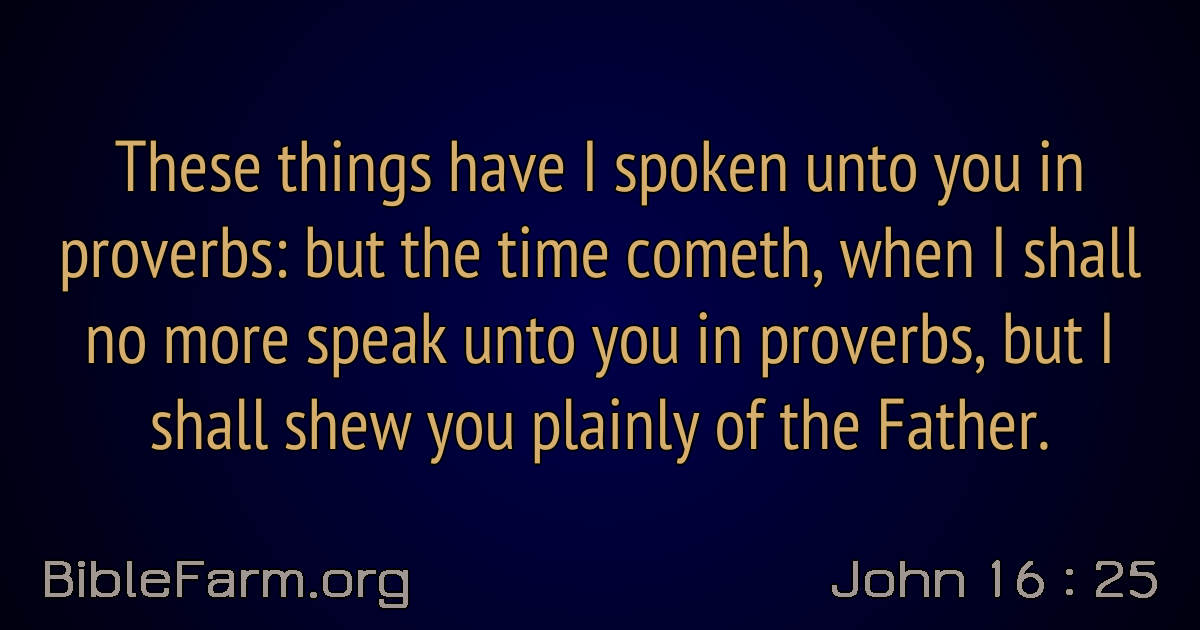 These things have I spoken unto you in
proverbs: but the time cometh, when I shall
no more speak unto you in proverbs, but I
shall shew you plainly of the Father.
BibleFarm.org
John 16 : 25